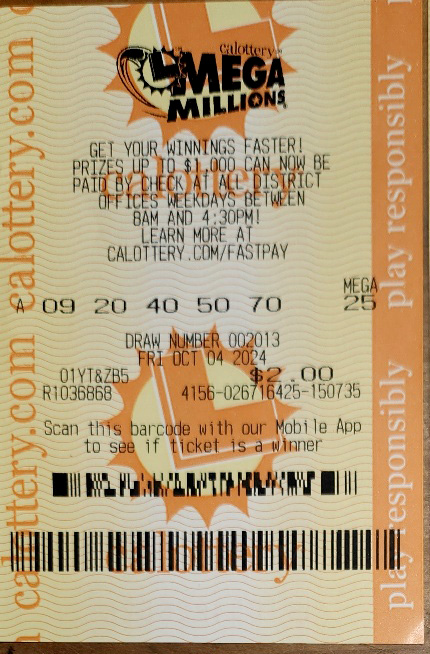 calottery
MEGA
MILLIONS
GET YOUR WINNINGS FASTER!
PRIZES UP TO $1,000 CAN NOW BE
PAID BY CHECK AT ALL DISTRICT
OFFICES WEEKDAYS BETWEEN
8AM AND 4:30PM!
LEARN MORE AT
CALOTTERY.COM/FASTPAY
MEGA
A 09 20 40 50 70 25
DRAW NUMBER 002013
FRI OCT 04 2024
01YT&ZB5 $2.00
R1036868 4156-026716425-150735
Scan this barcode with our Mobile App
to see if ticket is a winner
calottery
calottery
calottery.com calottery.com
play responsibly play responsibly